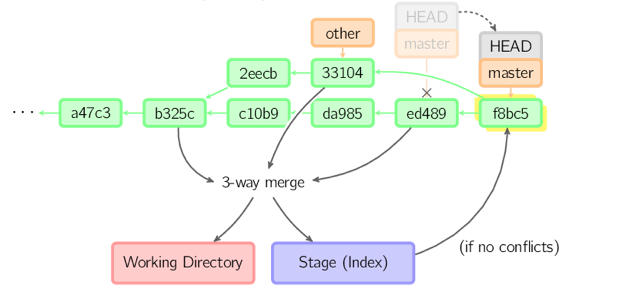 HEAD
master
HEAD
master
other
2eecb
33104
··· a47c3 b325c c10b9 da985 ed489 f8bc5
3-way merge
Working Directory
Stage (Index)
(if no conflicts)